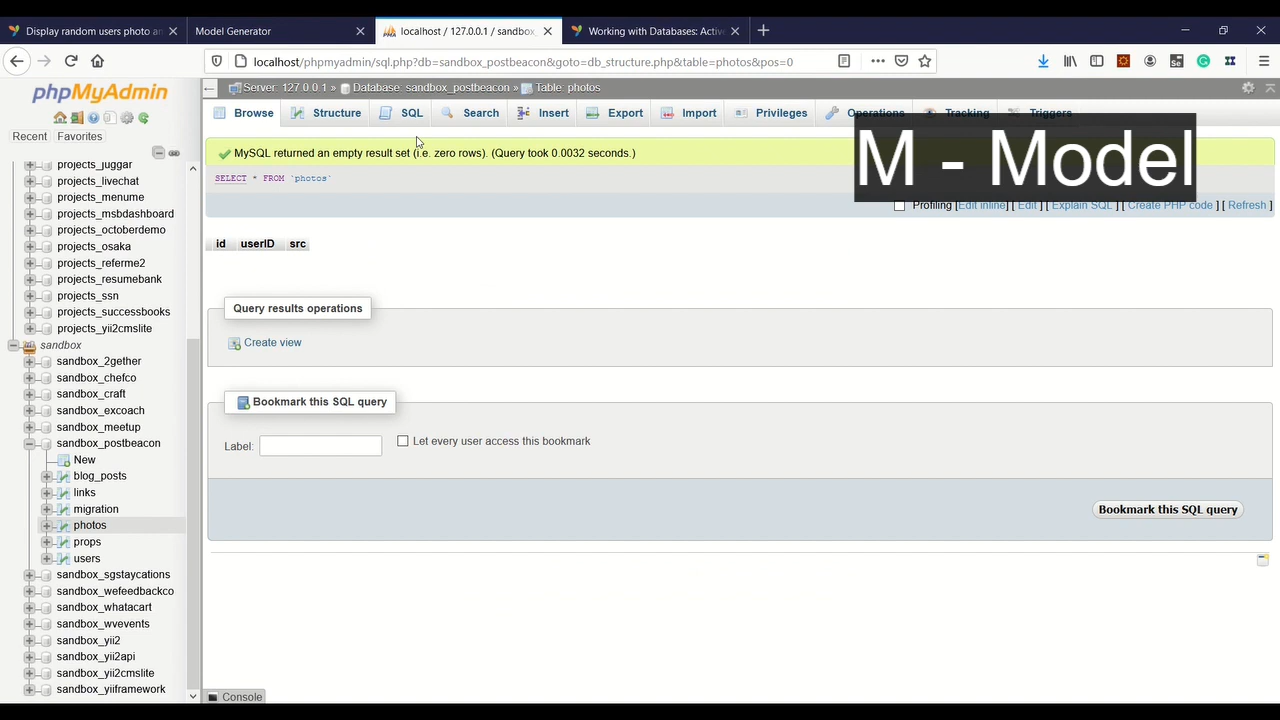 Display random users photo an
Model Generator
localhost / 127.0.0.1 / sandbox_
Working with Databases: Active
localhost/phpmyadmin/sql.php?db=sandbox_postbeacon&goto=db_structure.php&table=photos&pos=0
phpMyAdmin
Server: 127.0.0.1 » Database: sandbox_postbeacon » Table: photos
Browse Structure SQL Search Insert Export Import Privileges Operations Tracking Triggers
Recent Favorites
M - Model
MySQL returned an empty result set (i.e. zero rows). (Query took 0.0032 seconds.)
SELECT * FROM `photos`
Profiling [Edit inline] [ Edit ] [ Explain SQL ] [ Create PHP code ] [ Refresh ]
id userID src
Query results operations
Create view
Bookmark this SQL query
Label:
Let every user access this bookmark
Bookmark this SQL query
Console
projects_juggar
projects_livechat
projects_menume
projects_msbdashboard
projects_octoberdemo
projects_osaka
projects_referme2
projects_resumebank
projects_ssn
projects_successbooks
projects_yii2cmslite
sandbox
sandbox_2gether
sandbox_chefco
sandbox_craft
sandbox_excoach
sandbox_meetup
sandbox_postbeacon
New
blog_posts
links
migration
photos
props
users
sandbox_sgstaycations
sandbox_wefeedbackco
sandbox_whatacart
sandbox_wvevents
sandbox_yii2
sandbox_yii2api
sandbox_yii2cmslite
sandbox_yiiframework